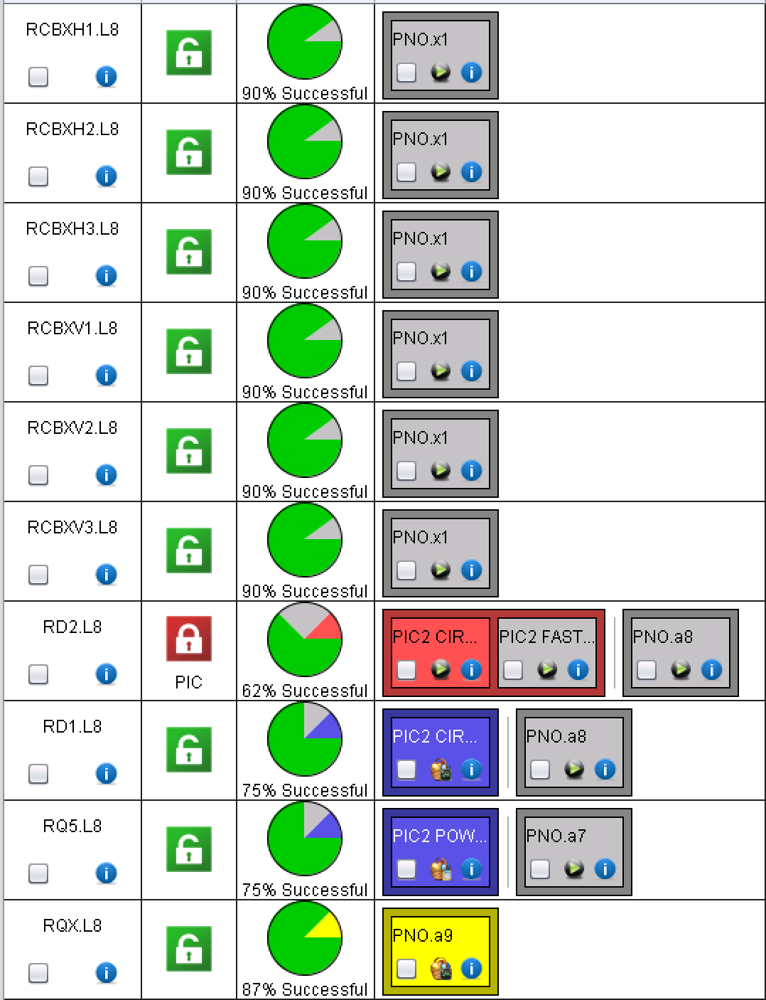 RCBXH1.L8
90% Successful
PNO.x1
RCBXH2.L8
90% Successful
PNO.x1
RCBXH3.L8
90% Successful
PNO.x1
RCBXV1.L8
90% Successful
PNO.x1
RCBXV2.L8
90% Successful
PNO.x1
RCBXV3.L8
90% Successful
PNO.x1
RD2.L8
PIC
62% Successful
PIC2 CIR...
PIC2 FAST...
PNO.a8
RD1.L8
75% Successful
PIC2 CIR...
PNO.a8
RQ5.L8
75% Successful
PIC2 POW...
PNO.a7
RQX.L8
87% Successful
PNO.a9